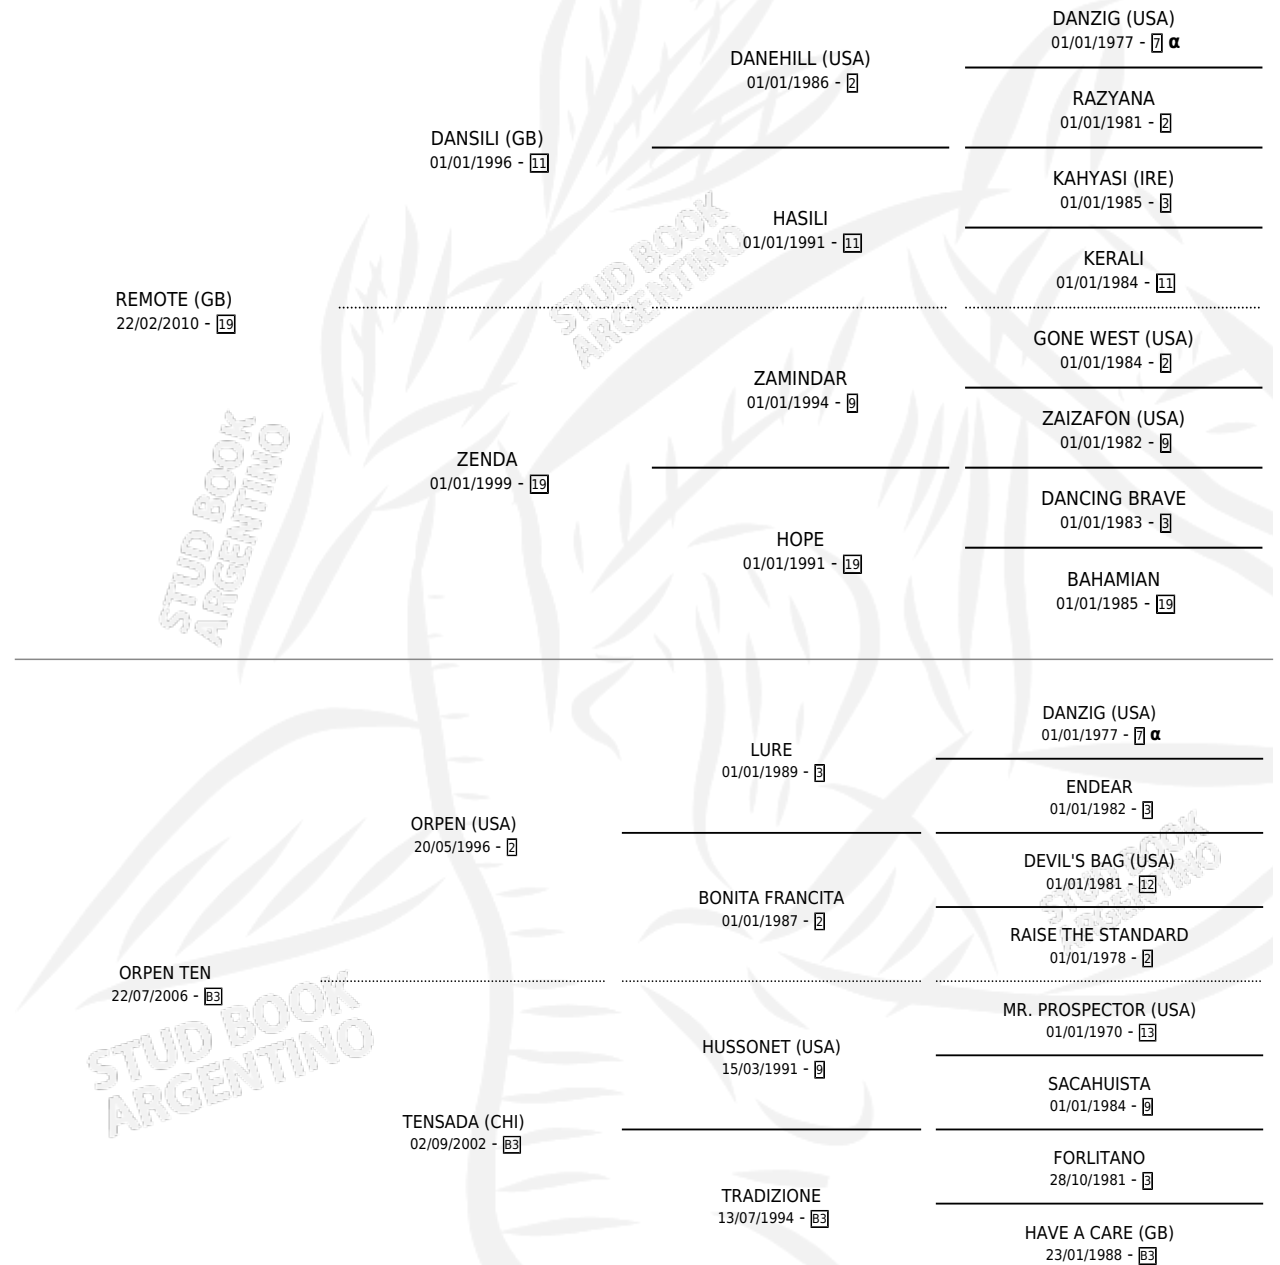 DANZIG (USA)
01/01/1977 - 7 α
DANEHILL (USA)
01/01/1986 - 2
RAZYANA
01/01/1981 - 2
DANSILI (GB)
01/01/1996 - 11
KAHYASI (IRE)
01/01/1985 - 3
HASILI
01/01/1991 - 11
KERALI
01/01/1984 - 11
REMOTE (GB)
22/02/2010 - 19
GONE WEST (USA)
01/01/1984 - 2
ZAMINDAR
01/01/1994 - 9
ZAIZAFON (USA)
01/01/1982 - 9
ZENDA
01/01/1999 - 19
DANCING BRAVE
01/01/1983 - 3
HOPE
01/01/1991 - 19
BAHAMIAN
01/01/1985 - 19
DANZIG (USA)
01/01/1977 - 7 α
LURE
01/01/1989 - 3
ENDEAR
01/01/1982 - 3
ORPEN (USA)
20/05/1996 - 2
DEVIL'S BAG (USA)
01/01/1981 - 12
BONITA FRANCITA
01/01/1987 - 2
RAISE THE STANDARD
01/01/1978 - 2
ORPEN TEN
22/07/2006 - B3
MR. PROSPECTOR (USA)
01/01/1970 - 13
HUSSONET (USA)
15/03/1991 - 9
SACAHUISTA
01/01/1984 - 9
TENSADA (CHI)
02/09/2002 - B3
FORLITANO
28/10/1981 - 3
TRADIZIONE
13/07/1994 - B3
HAVE A CARE (GB)
23/01/1988 - B3
STUD BOOK
ARGENTINO
STUD BOOK
ARGENTINO
STUD BOOK
ARGENTINO
STUD BOOK
ARGENTINO